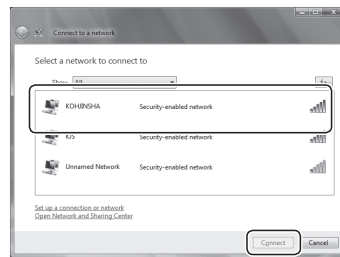 Connect to a network
Select a network to connect to
Show All
KOHJINSHA Security-enabled network
KJS Security-enabled network
Unnamed Network Security-enabled network
Set up a connection or network
Open Network and Sharing Center
Connect Cancel